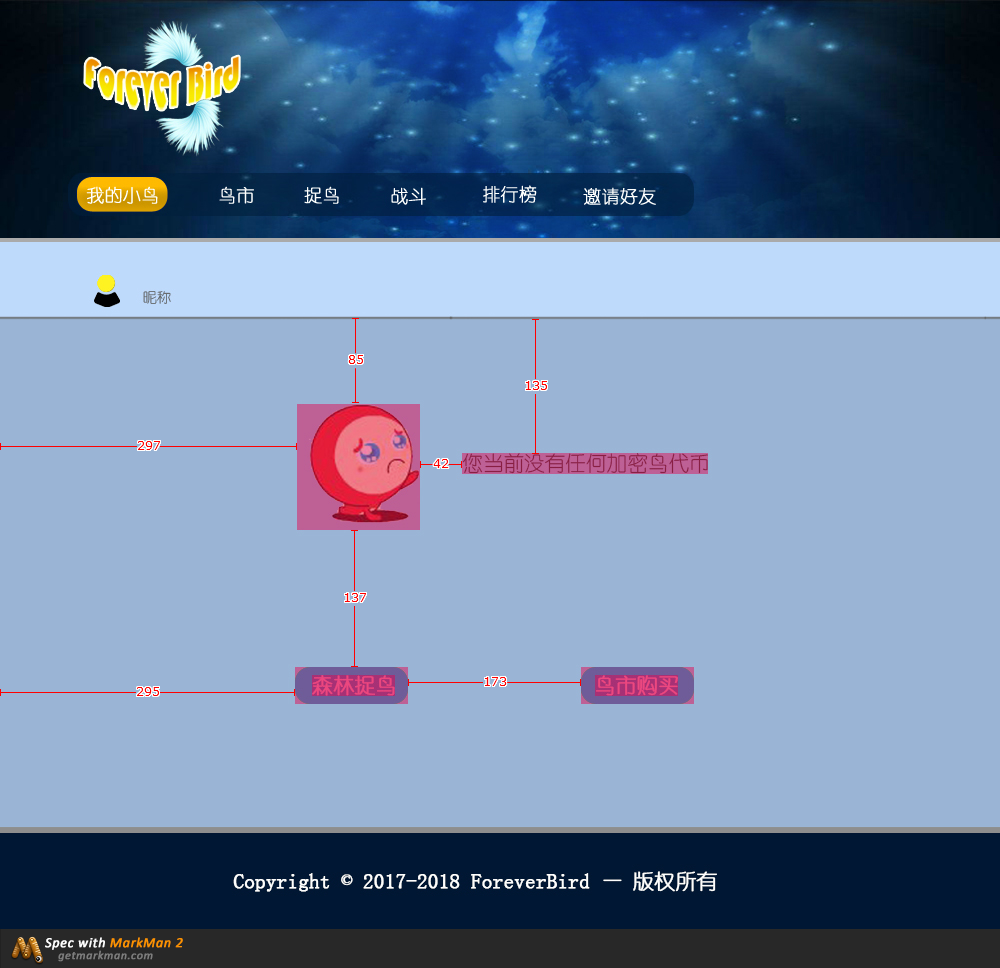 Forever Bird
我的小鸟 鸟市 捉鸟 战斗 排行榜 邀请好友
昵称
85
135
297
42
您当前没有任何加密鸟代币
137
森林捉鸟 173 鸟市购买
295
Copyright © 2017-2018 ForeverBird 一 版权所有
Spec with MarkMan 2
getmarkman.com